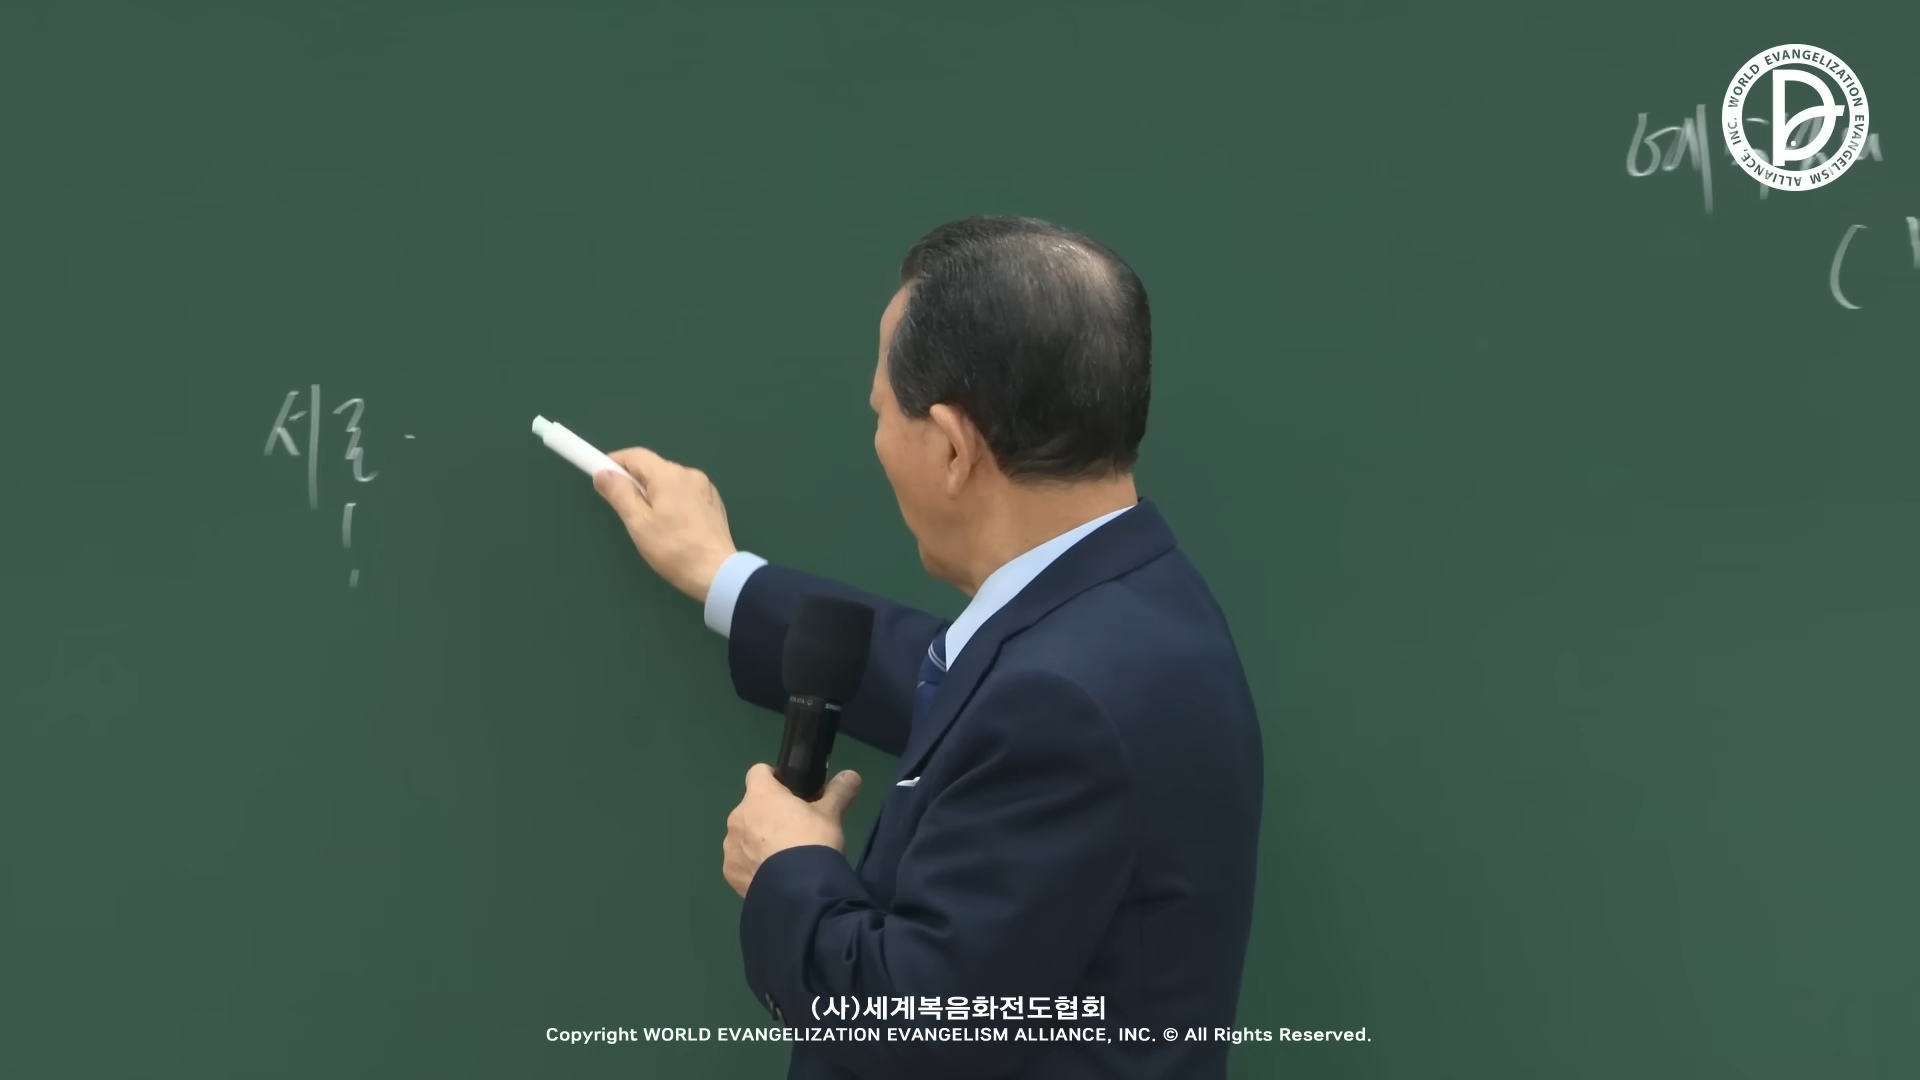 WORLD EVANGELIZATION EVANGELISM ALLIANCE, INC.
서론 -
(사)세계복음화전도협회
Copyright WORLD EVANGELIZATION EVANGELISM ALLIANCE, INC. © All Rights Reserved.